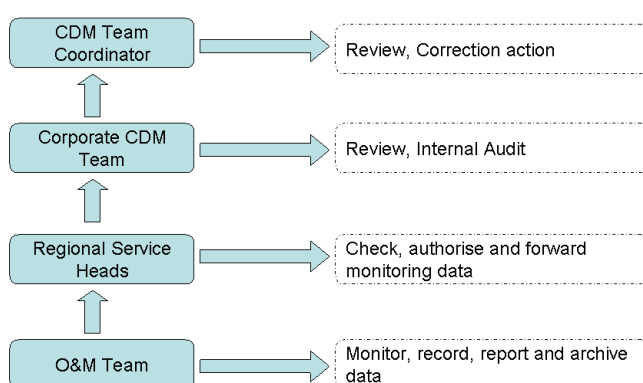 CDM Team
Coordinator
Review, Correction action
Corporate CDM
Team
Review, Internal Audit
Regional Service
Heads
Check, authorise and forward
monitoring data
O&M Team
Monitor, record, report and archive
data